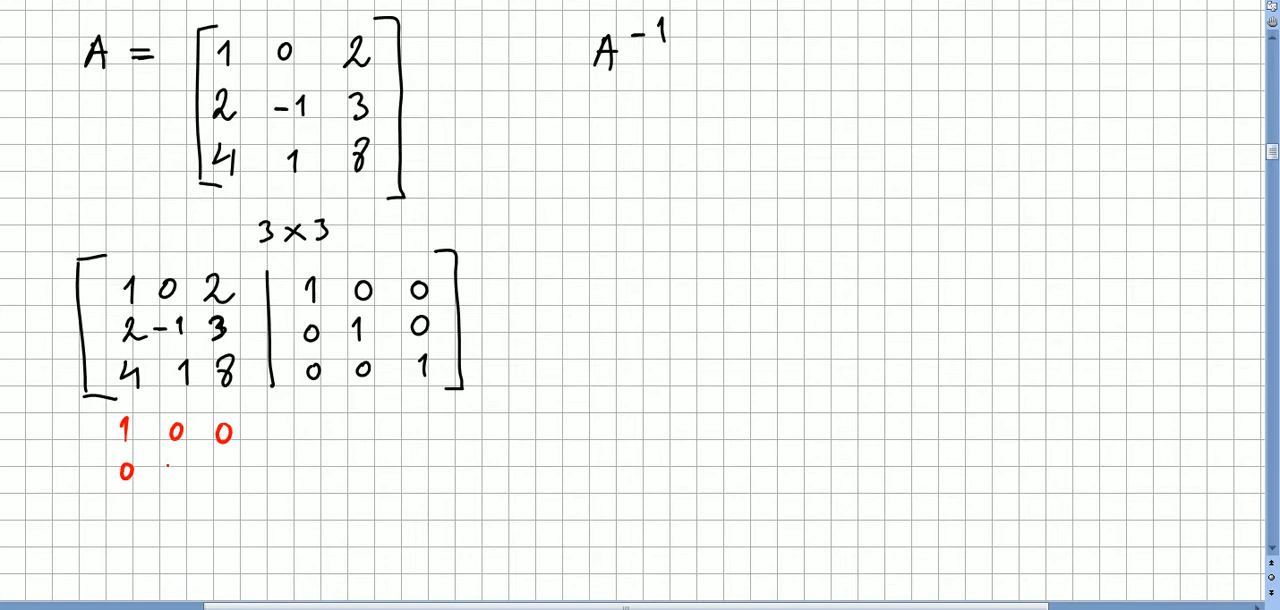 A = [1 0 2
2 -1 3
4 1 8]
A⁻¹
3 × 3
[1 0 2 | 1 0 0
2 -1 3 | 0 1 0
4 1 8 | 0 0 1]
1 0 0
0